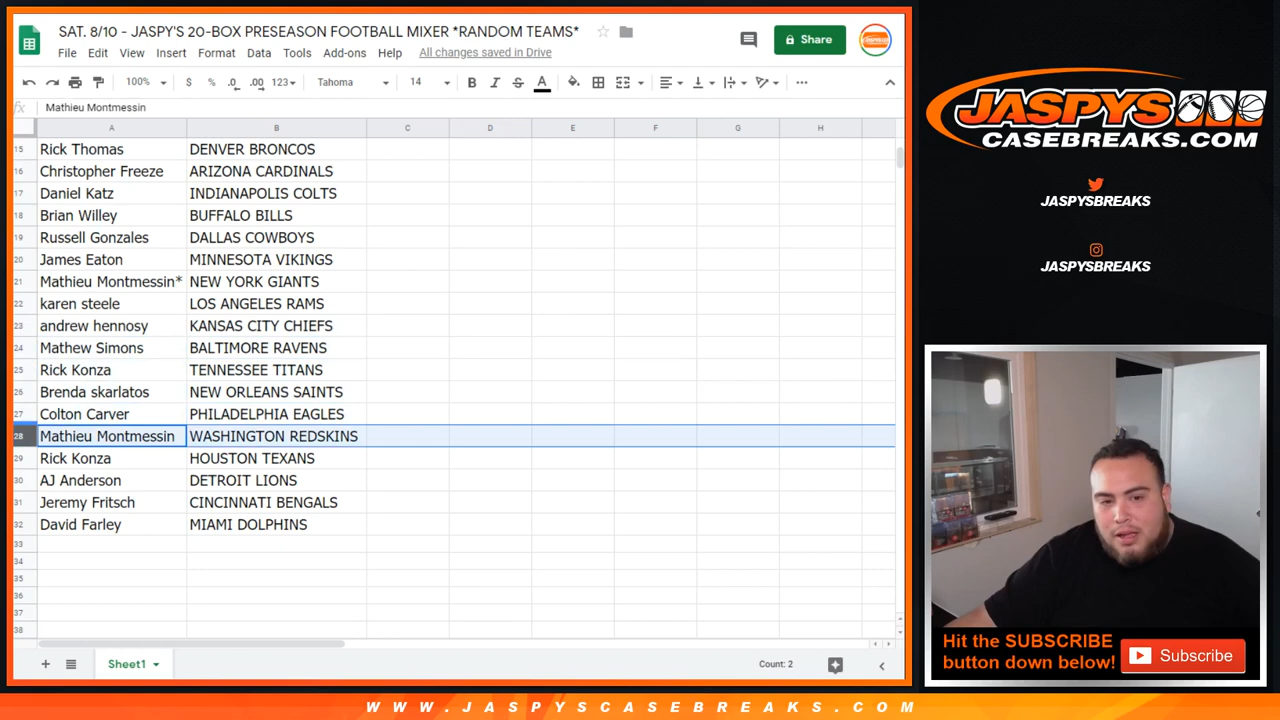 SAT. 8/10 - JASPY'S 20-BOX PRESEASON FOOTBALL MIXER *RANDOM TEAMS*
File Edit View Insert Format Data Tools Add-ons Help All changes saved in Drive
Share
100% $ % .0 .00 123 Tahoma 14 B I S A
fx Mathieu Montmessin
A B C D E F G H
15 Rick Thomas DENVER BRONCOS
16 Christopher Freeze ARIZONA CARDINALS
17 Daniel Katz INDIANAPOLIS COLTS
18 Brian Willey BUFFALO BILLS
19 Russell Gonzales DALLAS COWBOYS
20 James Eaton MINNESOTA VIKINGS
21 Mathieu Montmessin* NEW YORK GIANTS
22 karen steele LOS ANGELES RAMS
23 andrew hennosy KANSAS CITY CHIEFS
24 Mathew Simons BALTIMORE RAVENS
25 Rick Konza TENNESSEE TITANS
26 Brenda skarlatos NEW ORLEANS SAINTS
27 Colton Carver PHILADELPHIA EAGLES
28 Mathieu Montmessin WASHINGTON REDSKINS
29 Rick Konza HOUSTON TEXANS
30 AJ Anderson DETROIT LIONS
31 Jeremy Fritsch CINCINNATI BENGALS
32 David Farley MIAMI DOLPHINS
33
34
35
36
37
38
Sheet1
Count: 2
JASPYS
CASEBREAKS.COM
JASPYSBREAKS
JASPYSBREAKS
Hit the SUBSCRIBE
button down below!
Subscribe
WWW.JASPYSCASEBREAKS.COM